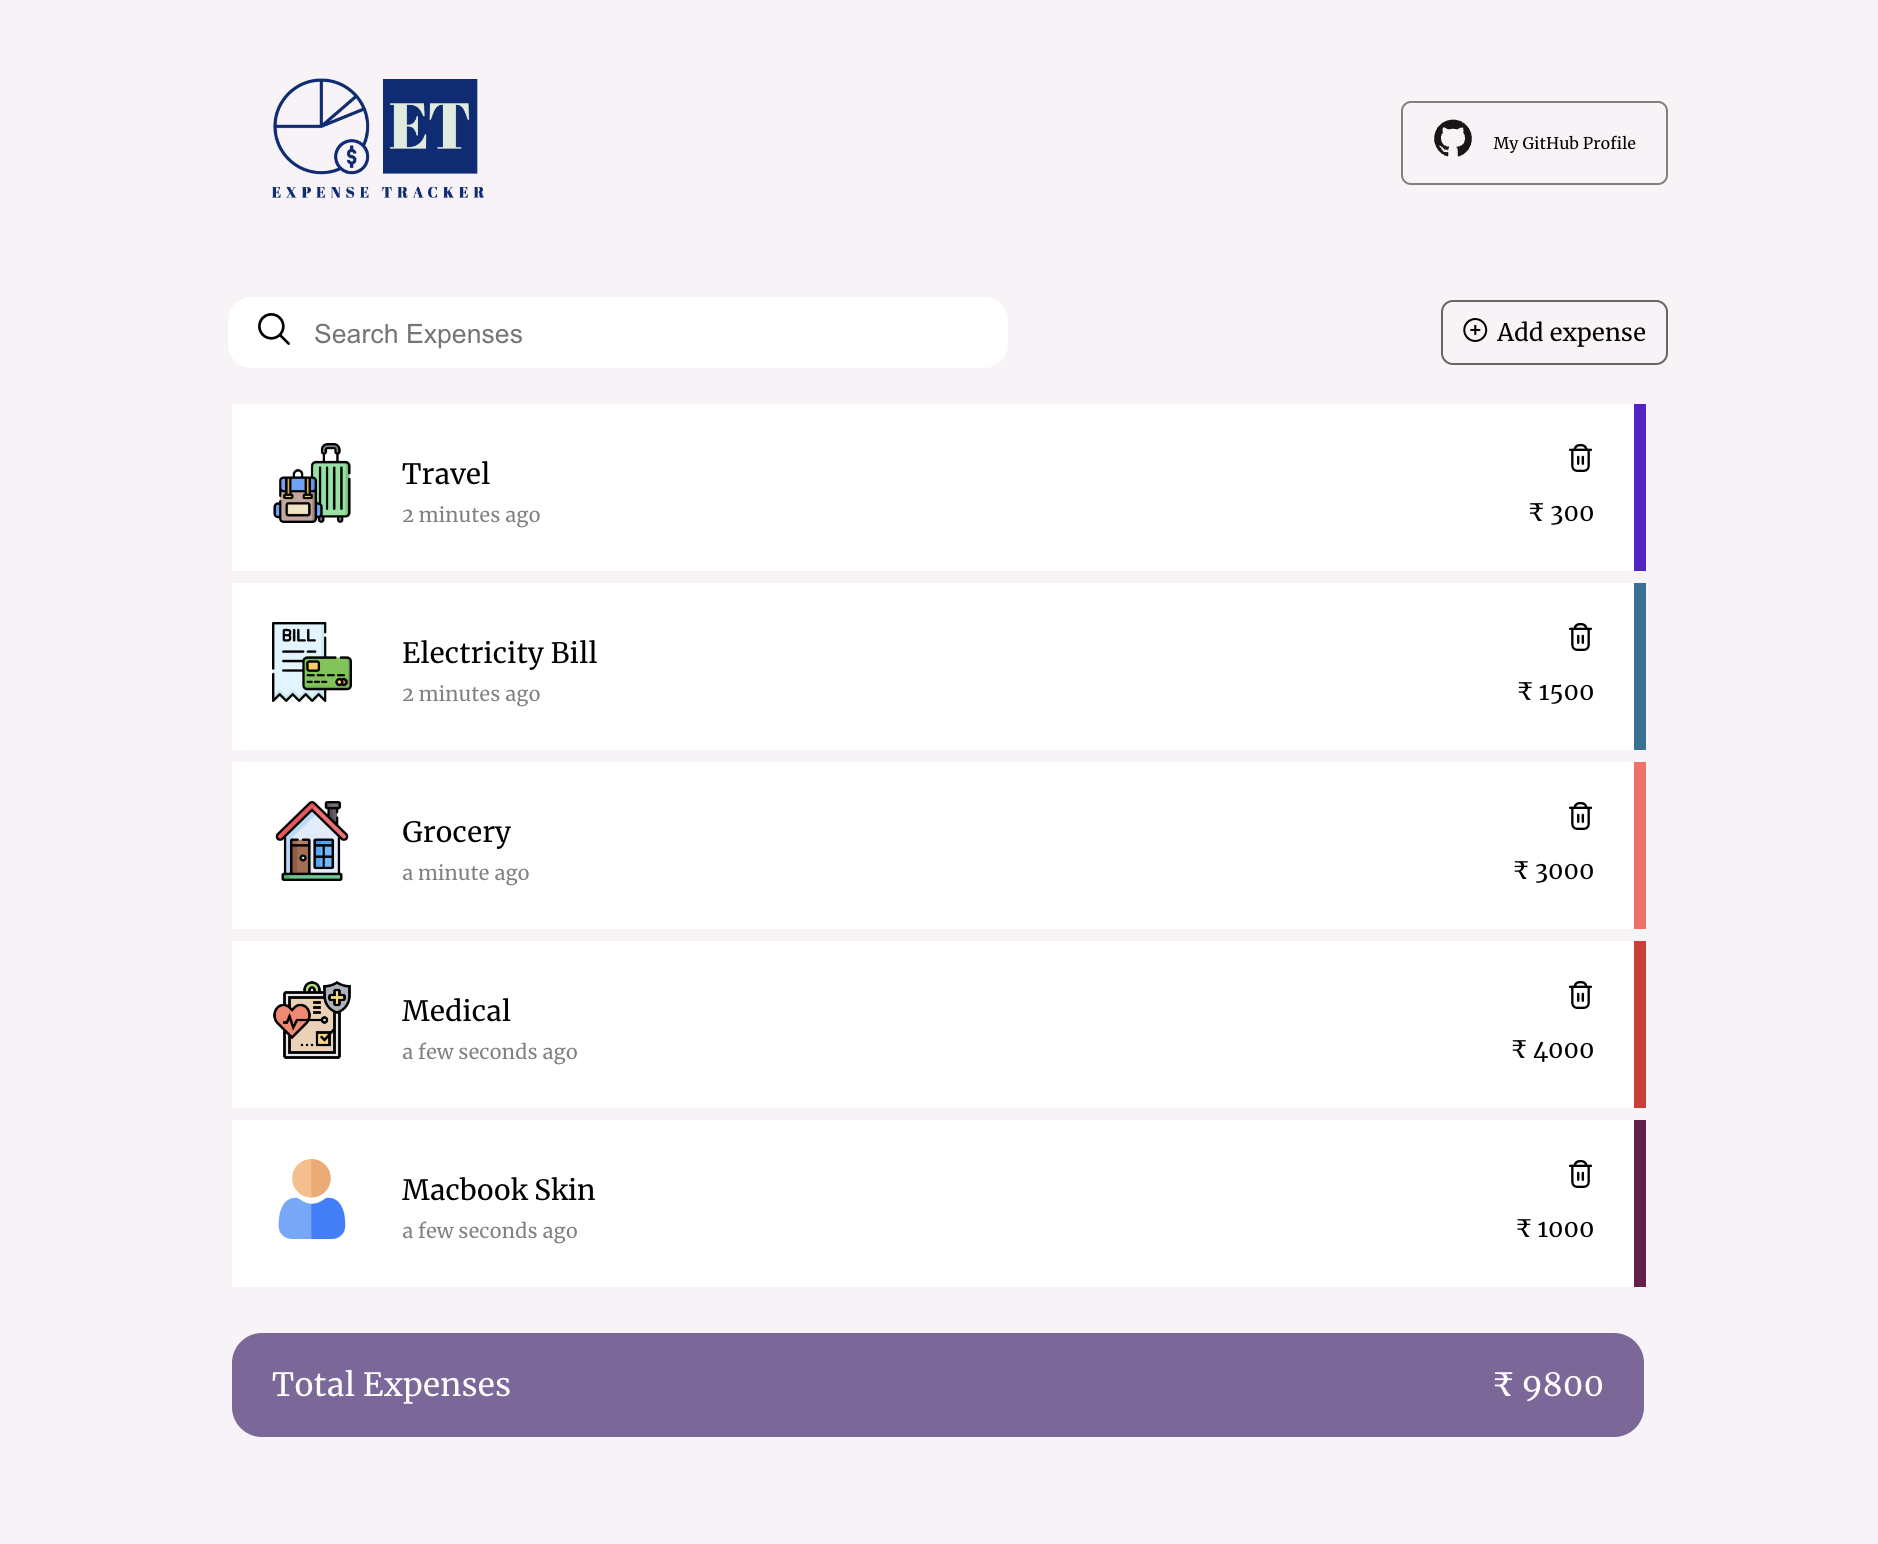 ET
EXPENSE TRACKER
$
My GitHub Profile
Search Expenses
Add expense
Travel
2 minutes ago
₹ 300
BILL
Electricity Bill
2 minutes ago
₹ 1500
Grocery
a minute ago
₹ 3000
Medical
a few seconds ago
₹ 4000
Macbook Skin
a few seconds ago
₹ 1000
Total Expenses
₹ 9800